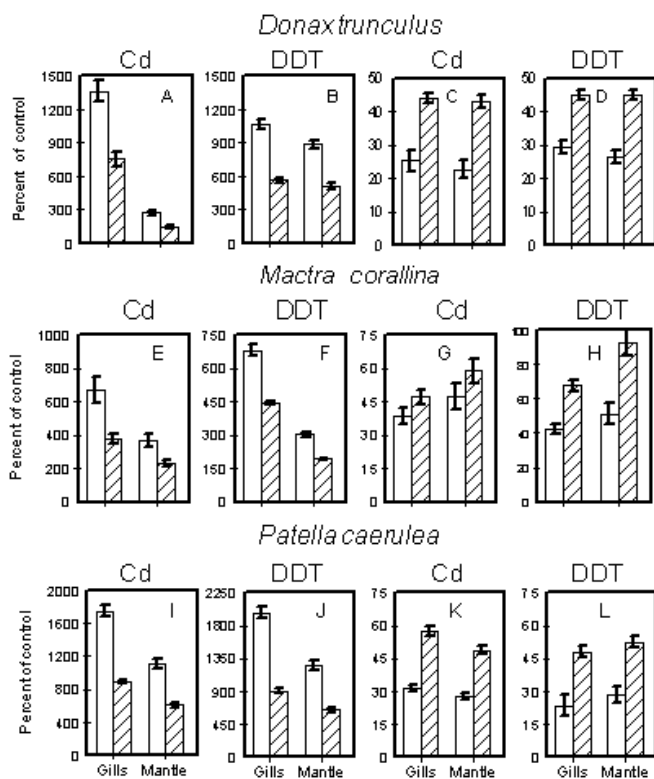 Donax trunculus
Cd DDT Cd DDT
Percent of control
1500 1500 50 50
A B C D
1200 1200 40 40
900 900 30 30
600 600 20 20
300 300 10 10
0 0 0 0
Mactra corallina
Cd DDT Cd DDT
Percent of control
1000 750 75 100
E F G H
800 600 60 80
600 450 45 60
400 300 30 40
200 150 15 20
0 0 0 0
Patella caerulea
Cd DDT Cd DDT
Percent of control
2000 2250 75 75
I J K L
1600 1800 60 60
1200 1350 45 45
800 900 30 30
400 450 15 15
0 0 0 0
Gills Mantle Gills Mantle Gills Mantle Gills Mantle